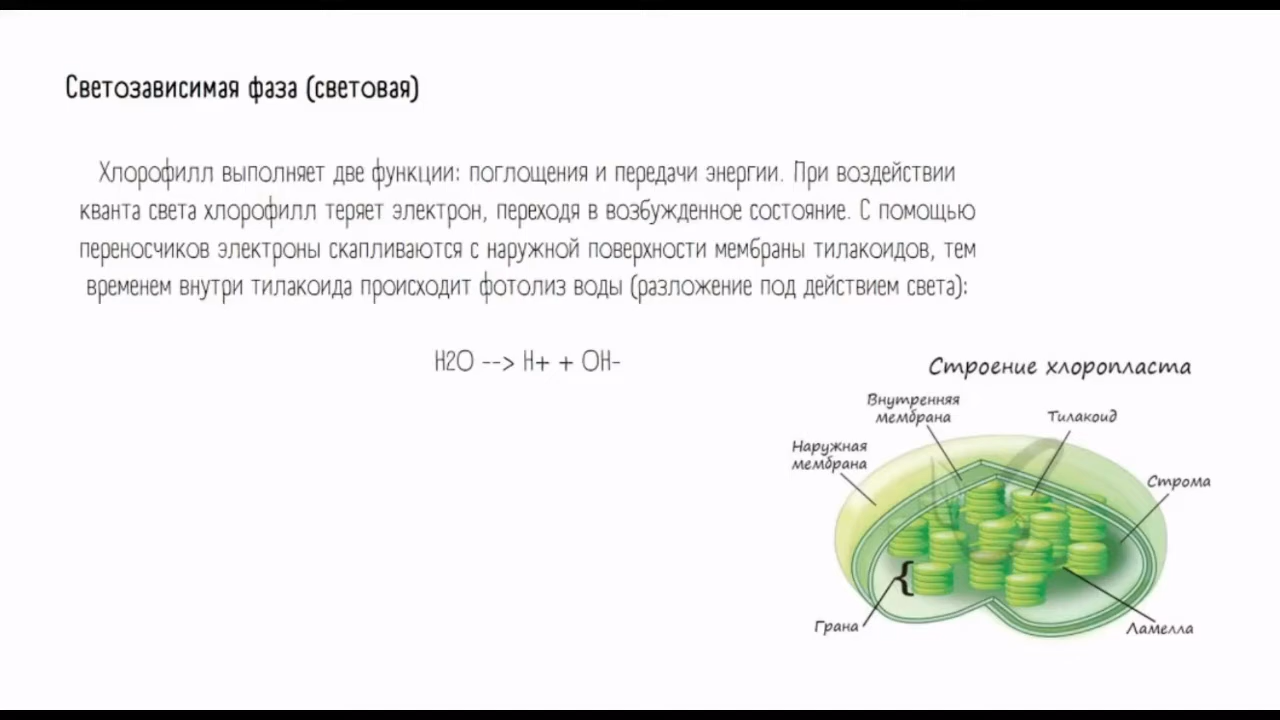 Светозависимая фаза (световая)
Хлорофилл выполняет две функции: поглощения и передачи энергии. При воздействии
кванта света хлорофилл теряет электрон, переходя в возбужденное состояние. С помощью
переносчиков электроны скапливаются с наружной поверхности мембраны тилакоидов, тем
временем внутри тилакоида происходит фотолиз воды (разложение под действием света):
H2O --> H+ + OH-
Строение хлоропласта
Внутренняя
мембрана
Тилакоид
Наружная
мембрана
Строма
Грана
Ламелла